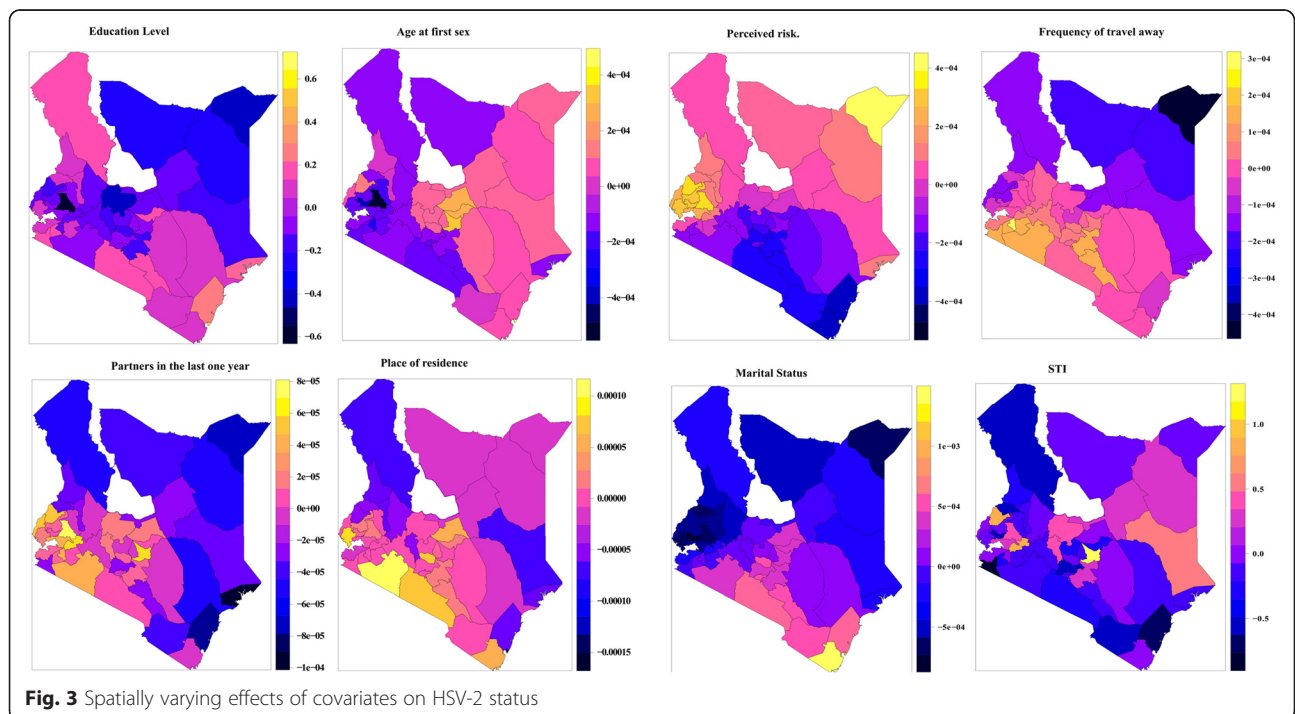 Education Level
0.6
0.4
0.2
0.0
−0.2
−0.4
−0.6
Age at first sex
4e−04
2e−04
0e+00
−2e−04
−4e−04
Perceived risk.
4e−04
2e−04
0e+00
−2e−04
−4e−04
Frequency of travel away
3e−04
2e−04
1e−04
0e+00
−1e−04
−2e−04
−3e−04
−4e−04
Partners in the last one year
8e−05
6e−05
4e−05
2e−05
0e+00
−2e−05
−4e−05
−6e−05
−8e−05
−1e−04
Place of residence
0.00010
0.00005
0.00000
−0.00005
−0.00010
−0.00015
Marital Status
1e−03
5e−04
0e+00
−5e−04
STI
1.0
0.5
0.0
−0.5
Fig. 3 Spatially varying effects of covariates on HSV-2 status